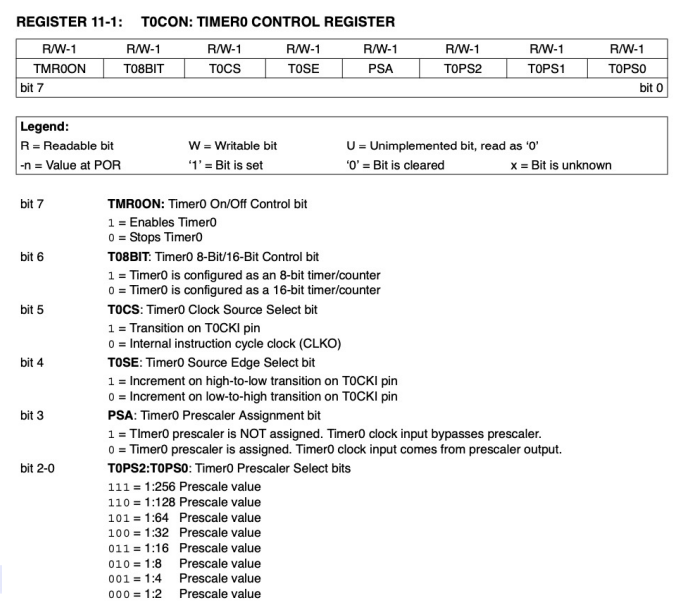 REGISTER 11-1: T0CON: TIMER0 CONTROL REGISTER
R/W-1 R/W-1 R/W-1 R/W-1 R/W-1 R/W-1 R/W-1 R/W-1
TMR0ON T08BIT T0CS T0SE PSA T0PS2 T0PS1 T0PS0
bit 7 bit 0
Legend:
R = Readable bit W = Writable bit U = Unimplemented bit, read as ‘0’
-n = Value at POR ‘1’ = Bit is set ‘0’ = Bit is cleared x = Bit is unknown
bit 7 TMR0ON: Timer0 On/Off Control bit
1 = Enables Timer0
0 = Stops Timer0
bit 6 T08BIT: Timer0 8-Bit/16-Bit Control bit
1 = Timer0 is configured as an 8-bit timer/counter
0 = Timer0 is configured as a 16-bit timer/counter
bit 5 T0CS: Timer0 Clock Source Select bit
1 = Transition on T0CKI pin
0 = Internal instruction cycle clock (CLKO)
bit 4 T0SE: Timer0 Source Edge Select bit
1 = Increment on high-to-low transition on T0CKI pin
0 = Increment on low-to-high transition on T0CKI pin
bit 3 PSA: Timer0 Prescaler Assignment bit
1 = TImer0 prescaler is NOT assigned. Timer0 clock input bypasses prescaler.
0 = Timer0 prescaler is assigned. Timer0 clock input comes from prescaler output.
bit 2-0 T0PS2:T0PS0: Timer0 Prescaler Select bits
111 = 1:256 Prescale value
110 = 1:128 Prescale value
101 = 1:64 Prescale value
100 = 1:32 Prescale value
011 = 1:16 Prescale value
010 = 1:8 Prescale value
001 = 1:4 Prescale value
000 = 1:2 Prescale value